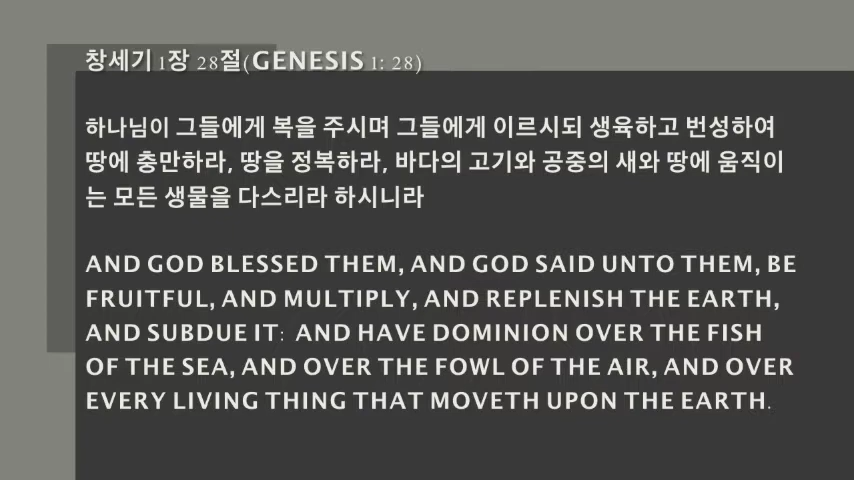 창세기 1장 28절(GENESIS 1: 28)
하나님이 그들에게 복을 주시며 그들에게 이르시되 생육하고 번성하여
땅에 충만하라, 땅을 정복하라, 바다의 고기와 공중의 새와 땅에 움직이
는 모든 생물을 다스리라 하시니라
AND GOD BLESSED THEM, AND GOD SAID UNTO THEM, BE
FRUITFUL, AND MULTIPLY, AND REPLENISH THE EARTH,
AND SUBDUE IT:  AND HAVE DOMINION OVER THE FISH
OF THE SEA, AND OVER THE FOWL OF THE AIR, AND OVER
EVERY LIVING THING THAT MOVETH UPON THE EARTH.